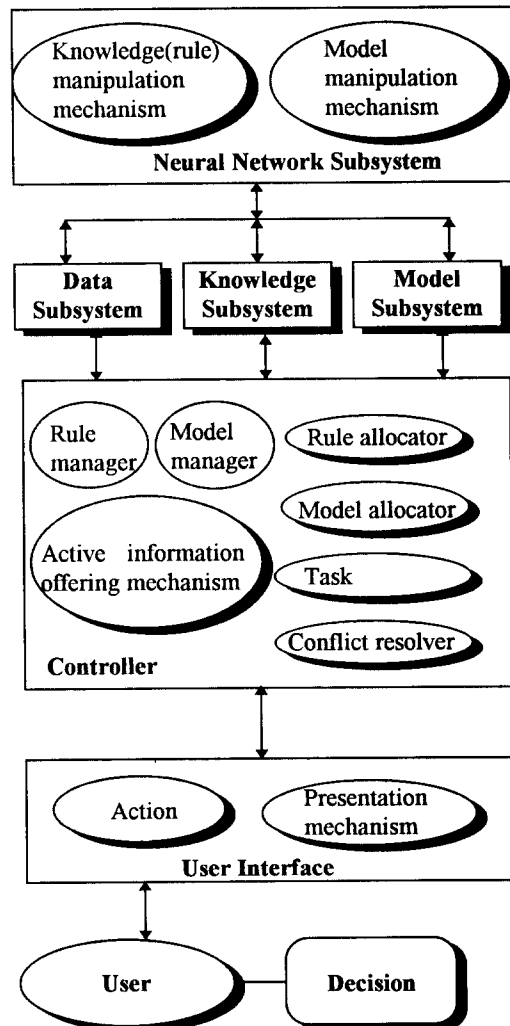 Knowledge(rule)
manipulation
mechanism
Model
manipulation
mechanism
Neural Network Subsystem
Data
Subsystem
Knowledge
Subsystem
Model
Subsystem
Rule
manager
Model
manager
Rule allocator
Model allocator
Active information
offering mechanism
Task
Conflict resolver
Controller
Action
Presentation
mechanism
User Interface
User
Decision